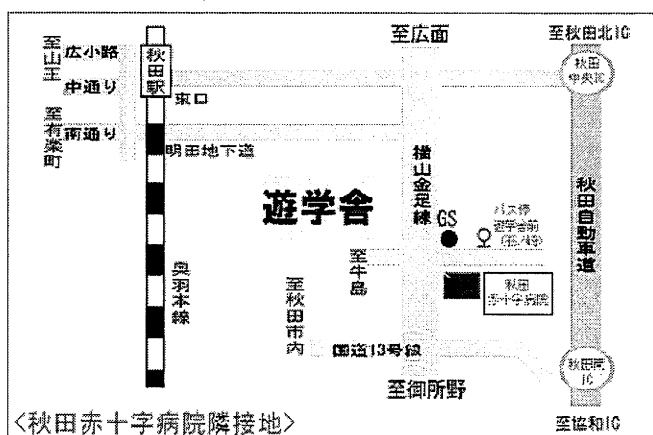 至広面
至秋田北IC
至山王
広小路
秋田駅
秋田
中央IC
中通り
東口
至有楽町
南通り
明田地下道
横山金足線
遊学舎
GS
バス停
遊学舎前
秋田自動車道
至牛島
奥羽本線
至秋田市内
秋田
赤十字病院
国道13号線
秋田南
IC
至御所野
至協和IC
<秋田赤十字病院隣接地>